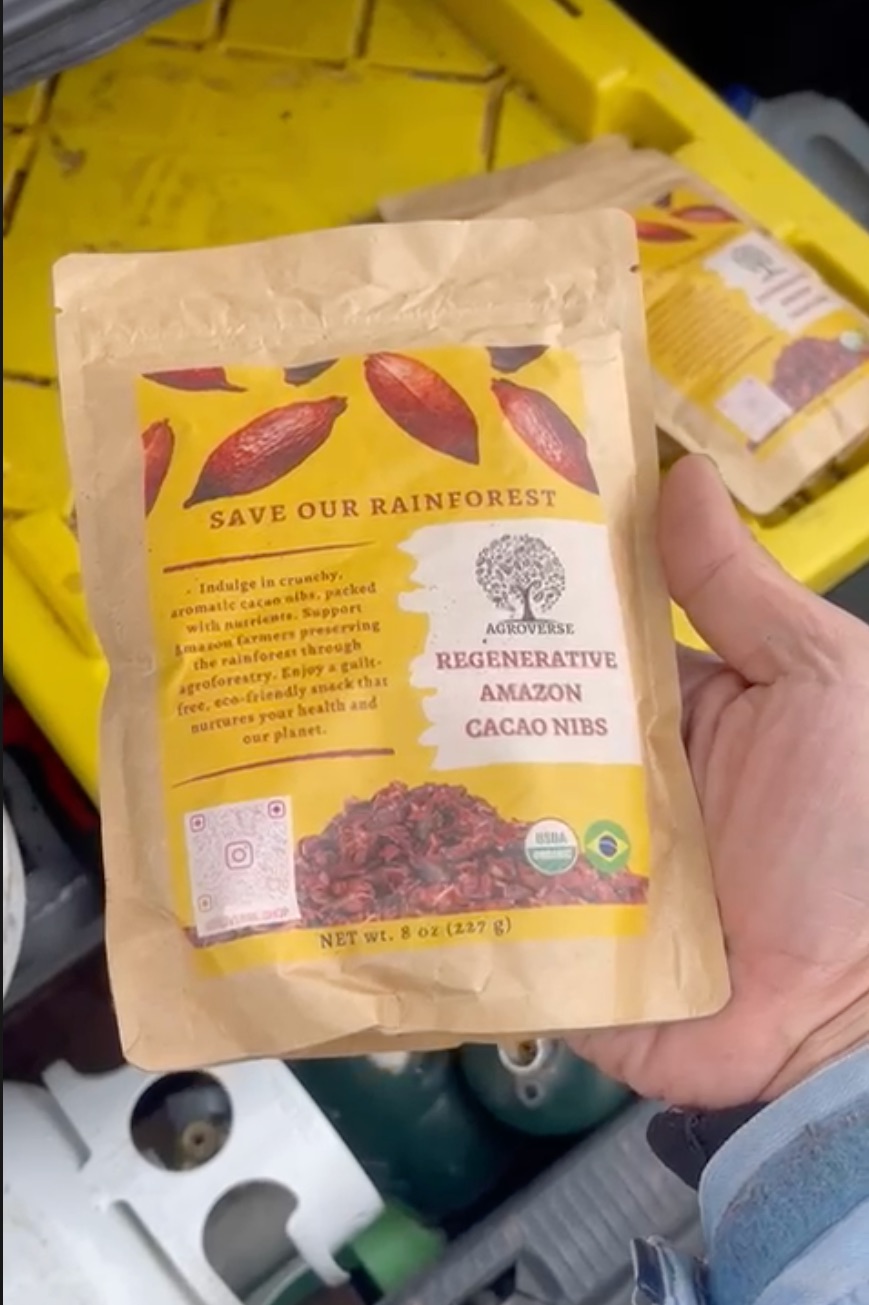 SAVE OUR RAINFOREST
Indulge in crunchy,
aromatic cacao nibs, packed
with nutrients. Support
Amazon farmers preserving
the rainforest through
agroforestry. Enjoy a guilt-
free, eco-friendly snack that
nurtures your health and
our planet.
AGROVERSE
REGENERATIVE
AMAZON
CACAO NIBS
USDA
ORGANIC
NET wt. 8 oz (227 g)